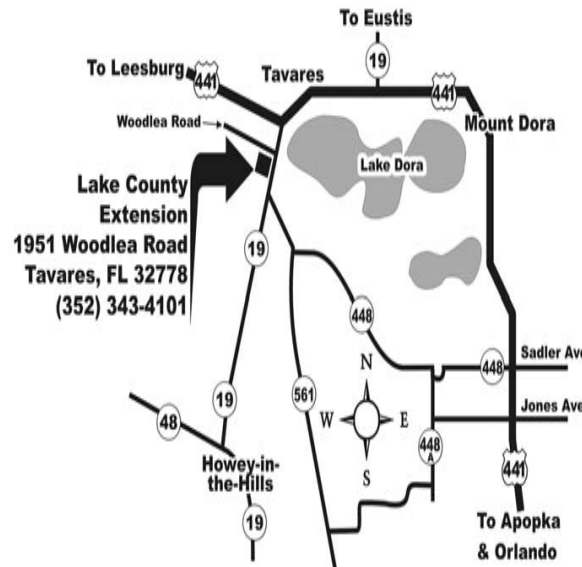 To Eustis
19
To Leesburg
441
Tavares
441
Woodlea Road
Mount Dora
Lake Dora
Lake County
Extension
1951 Woodlea Road
Tavares, FL 32778
(352) 343-4101
19
448
N
W
E
S
Sadler Ave
448
Jones Ave
19
561
48
448
A
Howey-in-
the-Hills
441
19
To Apopka
& Orlando